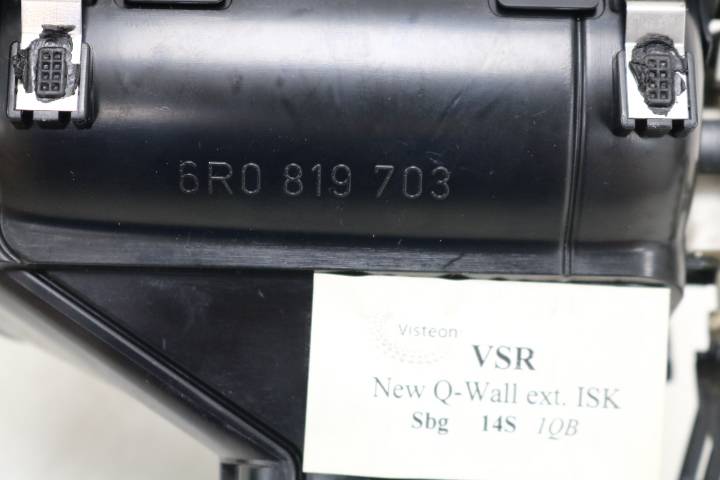 6R0 819 703
Visteon
VSR
New Q-Wall ext. ISK
Sbg 14S 1QB